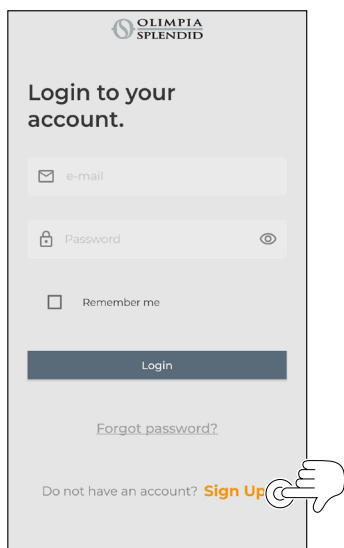 OLIMPIA
SPLENDID
Login to your
account.
e-mail
Password
Remember me
Login
Forgot password?
Do not have an account? Sign Up